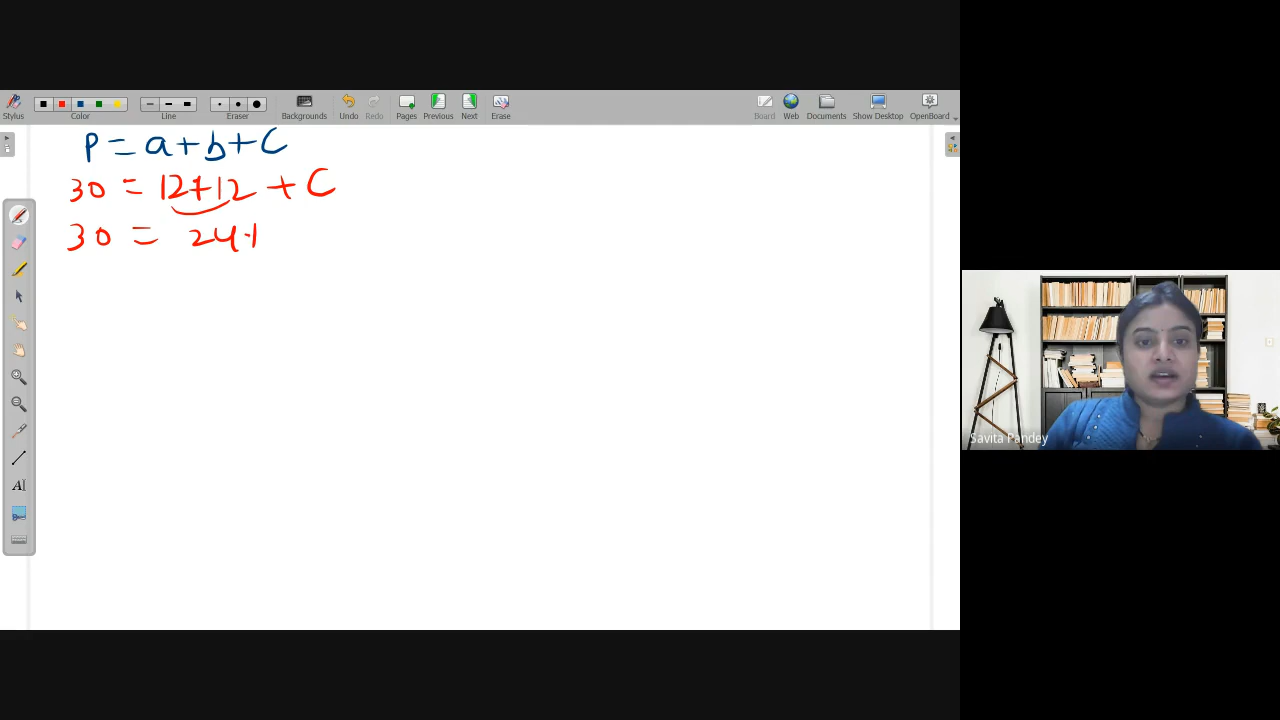 Stylus
Color
Line
Eraser
Backgrounds
Undo
Redo
Pages
Previous
Next
Erase
Board
Web
Documents
Show Desktop
OpenBoard
P = a + b + C
30 = 12 + 12 + C
30 = 24 +
Savita Pandey